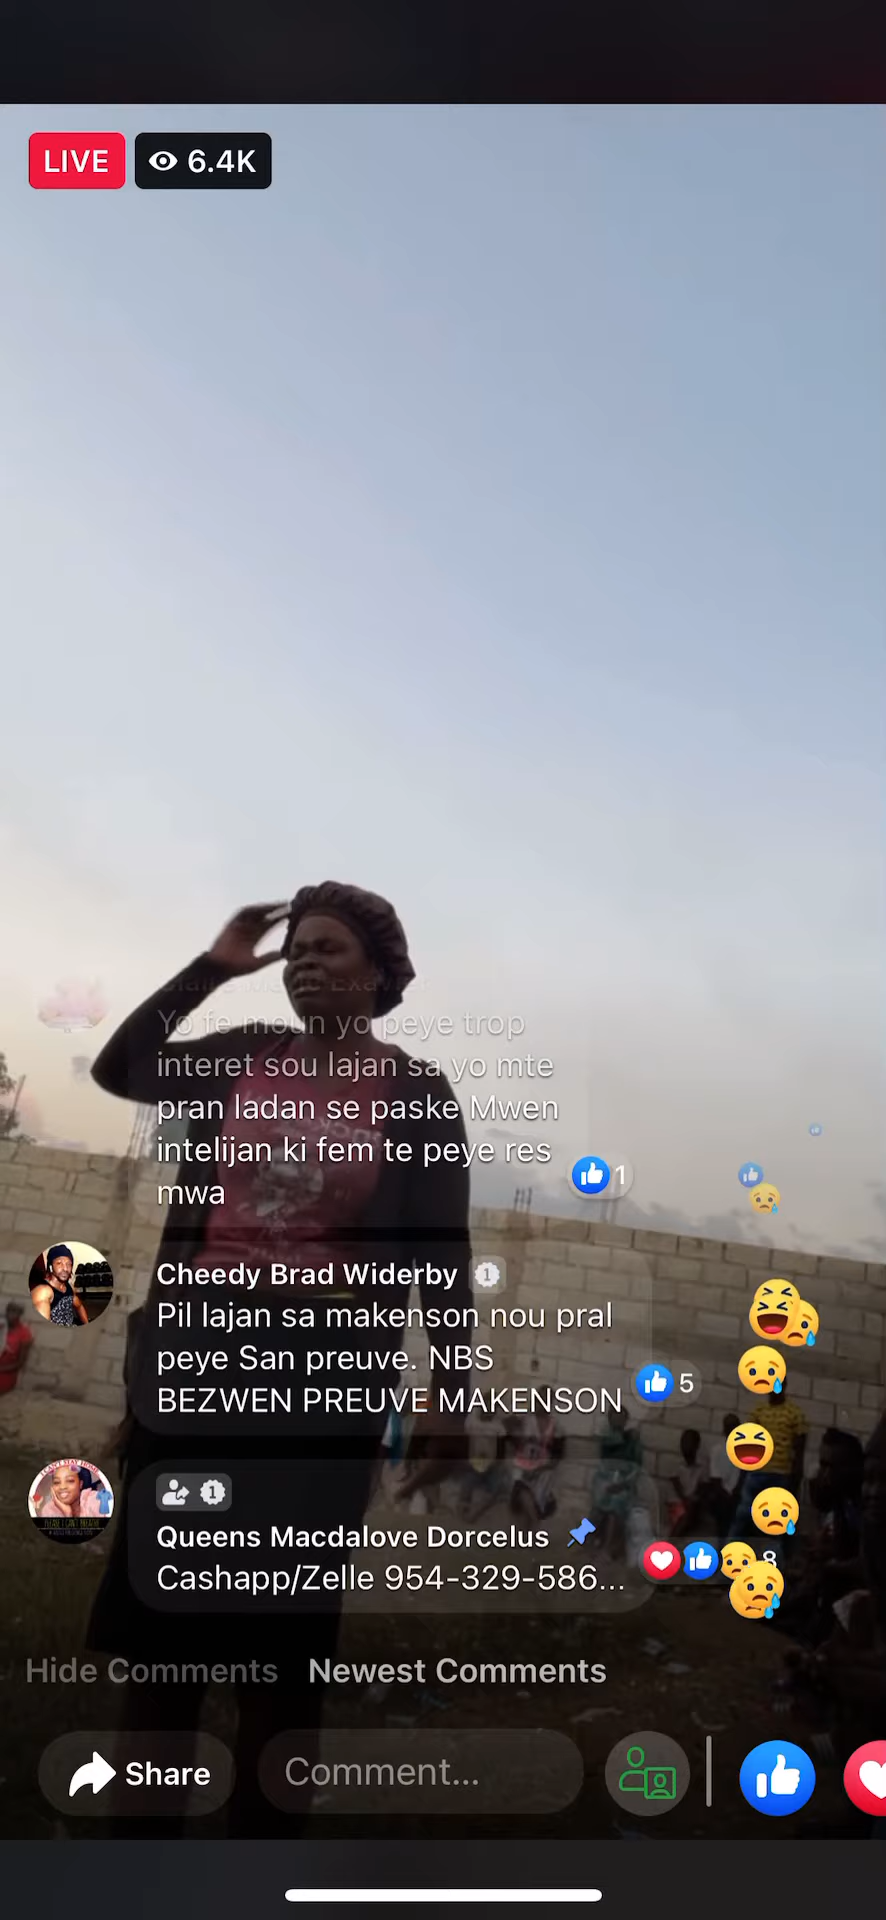 LIVE
6.4K
Yo fe moun yo peye trop
interet sou lajan sa yo mte
pran ladan se paske Mwen
intelijan ki fem te peye res
mwa
1
Cheedy Brad Widerby
Pil lajan sa makenson nou pral
peye San preuve. NBS
BEZWEN PREUVE MAKENSON
5
Queens Macdalove Dorcelus
Cashapp/Zelle 954-329-586...
8
Hide Comments Newest Comments
Share
Comment...